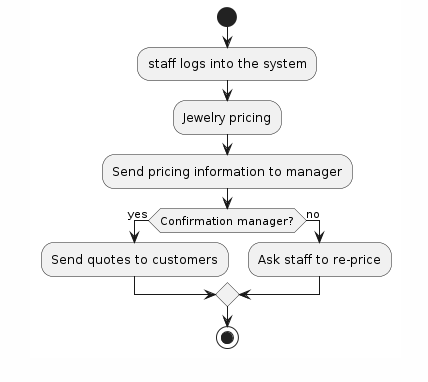 staff logs into the system
Jewelry pricing
Send pricing information to manager
yes
Confirmation manager?
no
Send quotes to customers
Ask staff to re-price